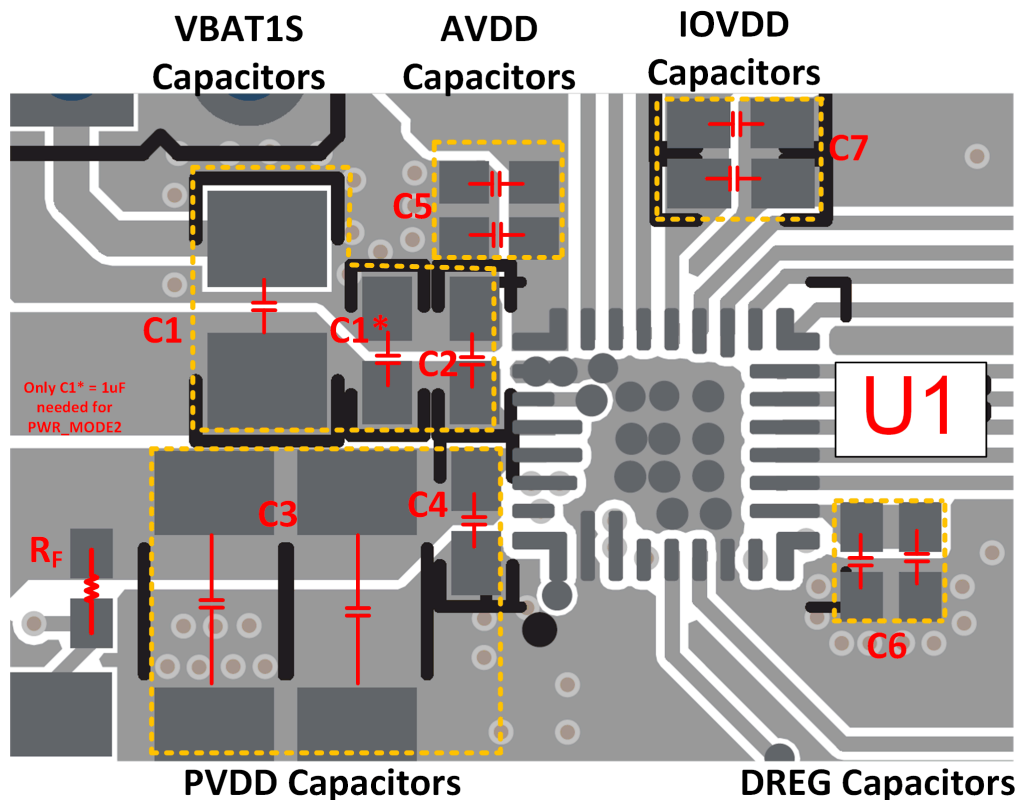 VBAT1S
Capacitors
AVDD
Capacitors
IOVDD
Capacitors
C7
C5
C1
C1*
C2
Only C1* = 1uF
needed for
PWR_MODE2
U1
C3
C4
RF
C6
PVDD Capacitors
DREG Capacitors